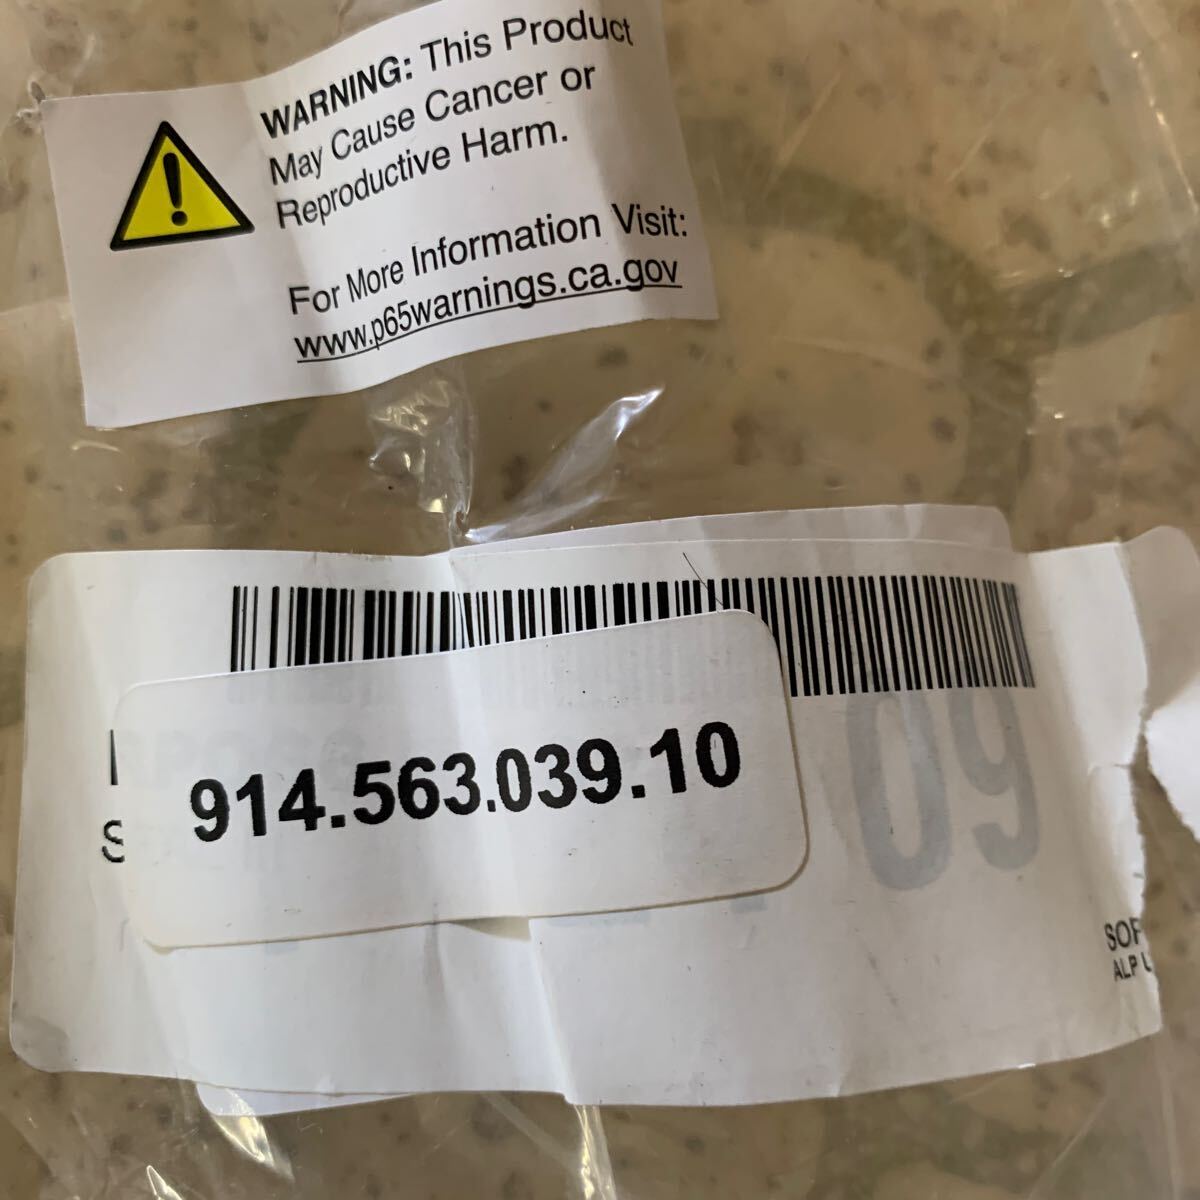 WARNING: This Product
May Cause Cancer or
Reproductive Harm.
For More Information Visit:
www.p65warnings.ca.gov
914.563.039.10
09